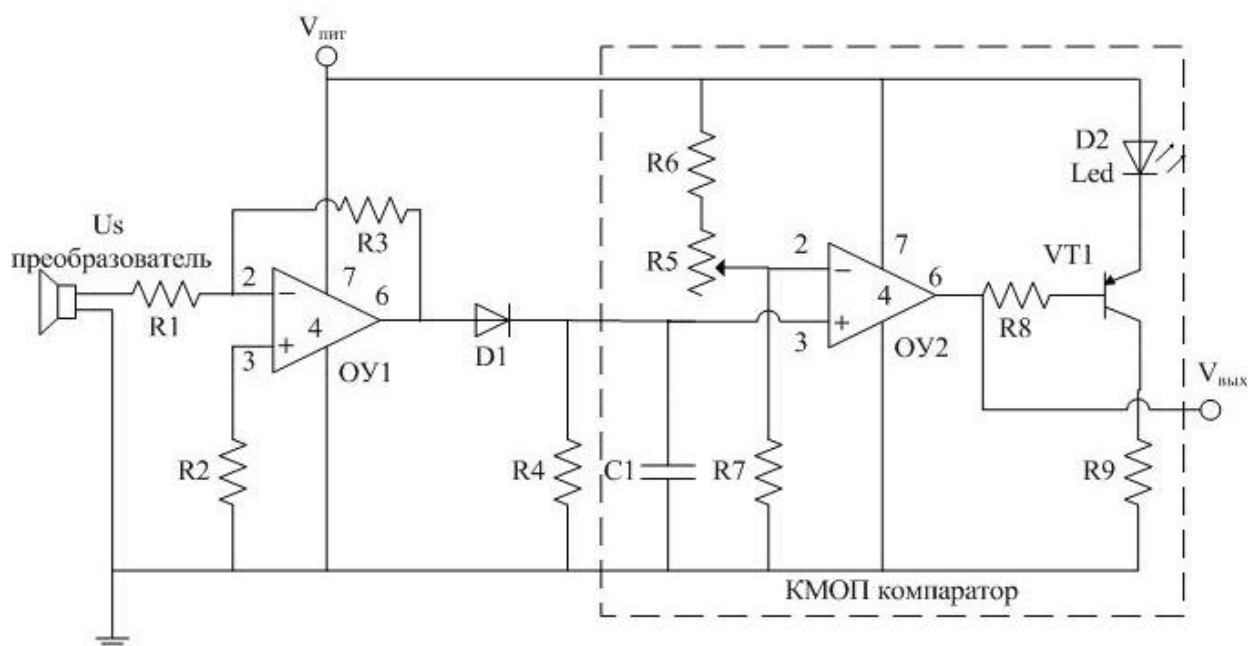 Vпит
Us
преобразователь
R1
R2
R3
2
3
7
4
6
ОУ1
D1
R4
R6
R5
C1
R7
2
3
7
4
6
ОУ2
R8
VT1
D2
Led
R9
Vвых
КМОП компаратор